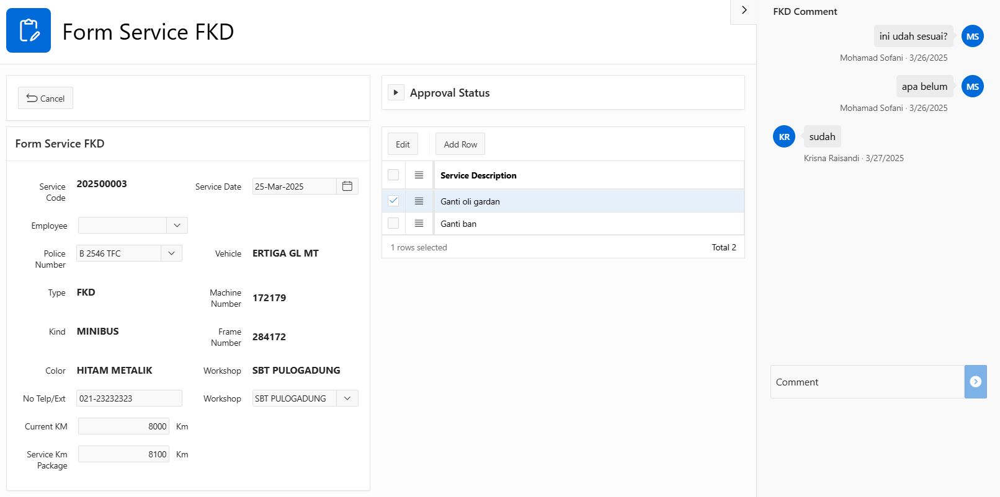 Form Service FKD
Cancel
Form Service FKD
Service Code
202500003
Service Date
25-Mar-2025
Employee
Police Number
B 2546 TFC
Vehicle
ERTIGA GL MT
Type
FKD
Machine Number
172179
Kind
MINIBUS
Frame Number
284172
Color
HITAM METALIK
Workshop
SBT PULOGADUNG
No Telp/Ext
021-23232323
Workshop
SBT PULOGADUNG
Current KM
8000
Km
Service Km Package
8100
Km
Approval Status
Edit
Add Row
Service Description
Ganti oli gardan
Ganti ban
1 rows selected
Total 2
FKD Comment
ini udah sesuai?
MS
Mohamad Sofani · 3/26/2025
apa belum
MS
Mohamad Sofani · 3/26/2025
KR
sudah
Krisna Raisandi · 3/27/2025
Comment